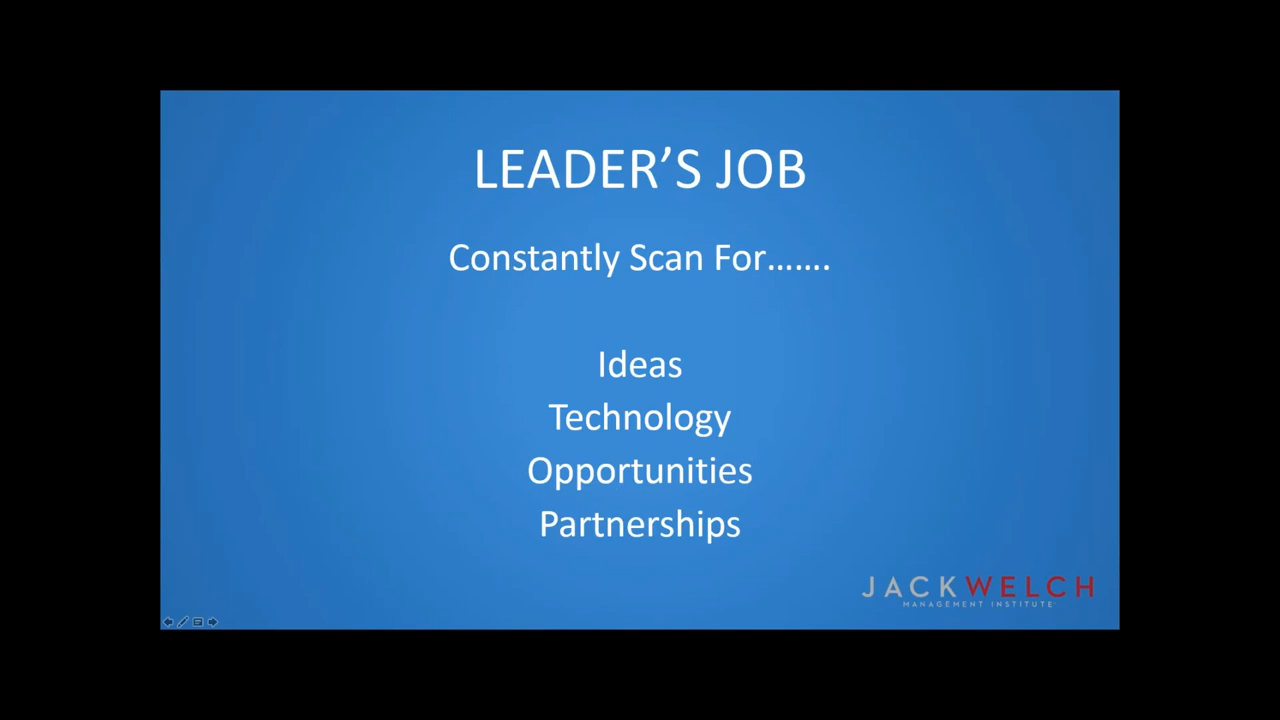 LEADER’S JOB
Constantly Scan For.......
Ideas
Technology
Opportunities
Partnerships
JACKWELCH
MANAGEMENT INSTITUTE